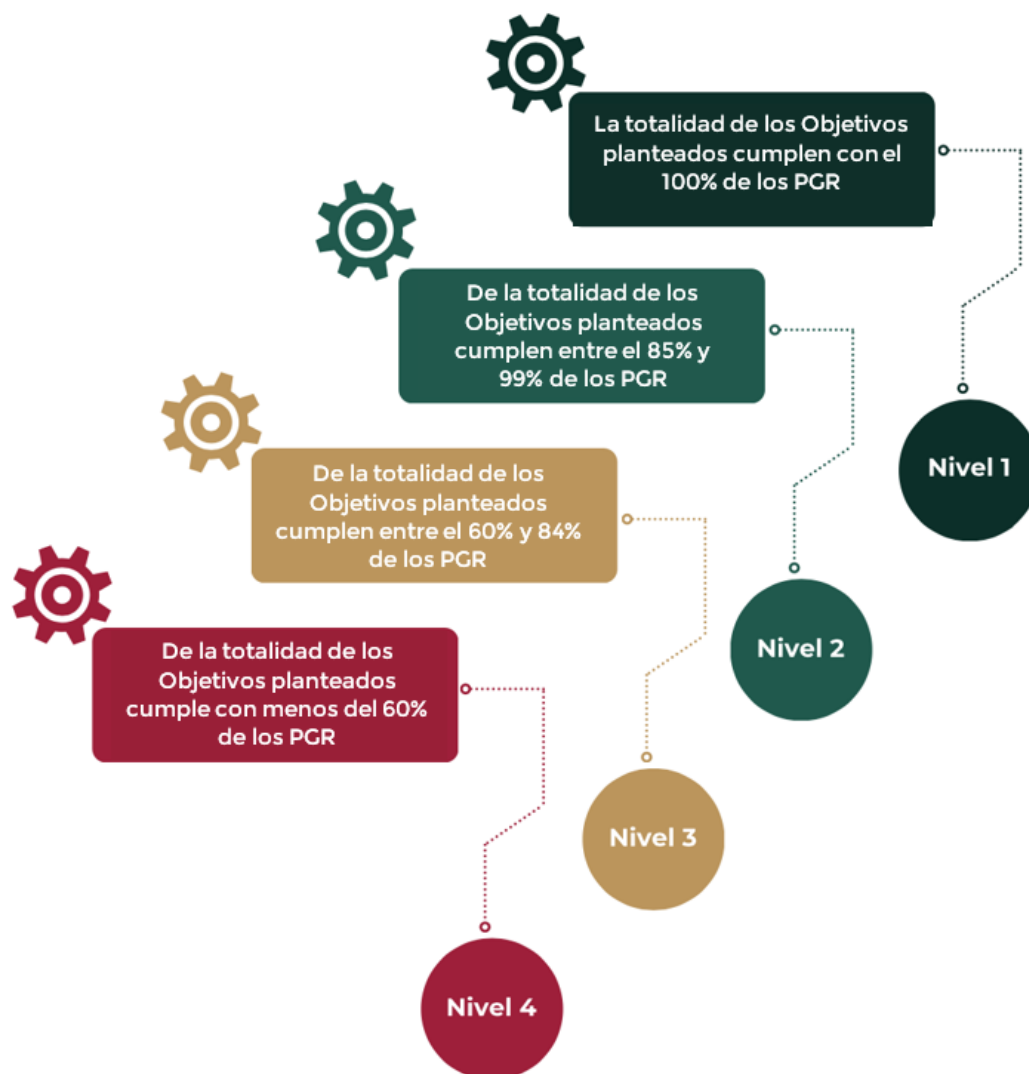 La totalidad de los Objetivos
planteados cumplen con el
100% de los PGR
De la totalidad de los
Objetivos planteados
cumplen entre el 85% y
99% de los PGR
Nivel 1
De la totalidad de los
Objetivos planteados
cumplen entre el 60% y 84%
de los PGR
Nivel 2
De la totalidad de los
Objetivos planteados
cumple con menos del 60%
de los PGR
Nivel 3
Nivel 4